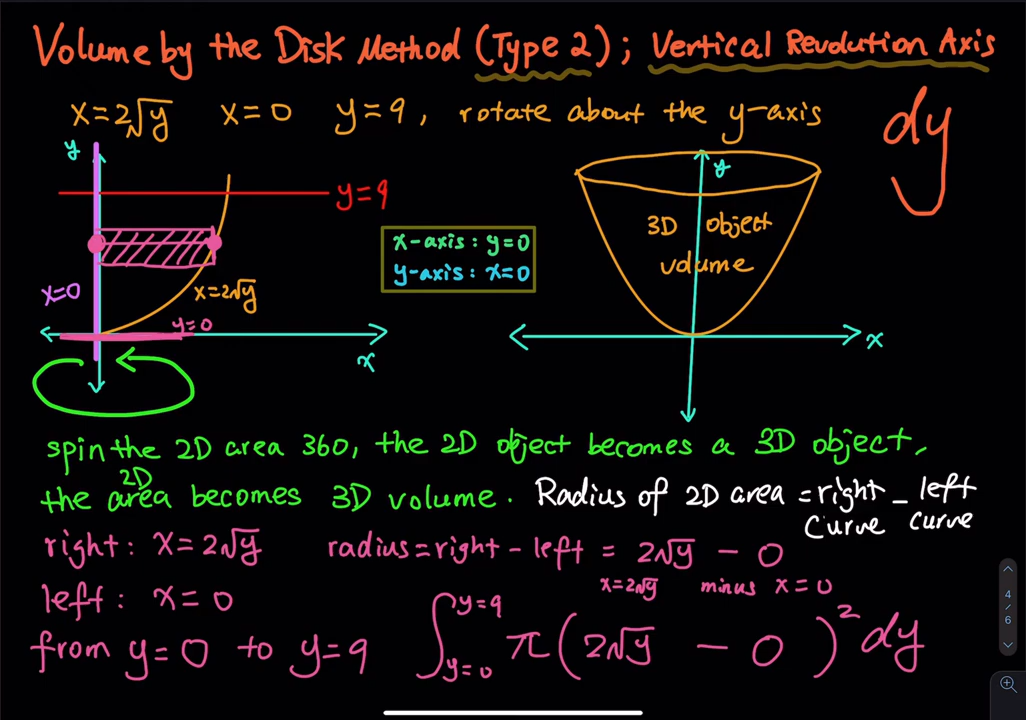 Volume by the Disk Method (Type 2); Vertical Revolution Axis
x=2√y x=0 y=9, rotate about the y-axis
dy
y
y=9
x=0
x=2√y
y=0
x
x-axis: y=0
y-axis: x=0
y
3D object
volume
x
spin the 2D area 360, the 2D object becomes a 3D object,
2D
the area becomes 3D volume. Radius of 2D area = right - left
curve curve
right: x=2√y radius = right - left = 2√y - 0
x=2√y minus x=0
left: x=0
from y=0 to y=9 ∫ y=9 y=0 π(2√y - 0)² dy
4
/
6